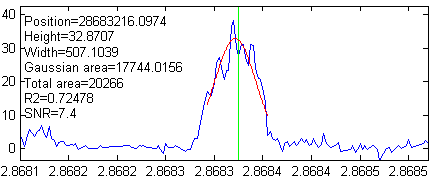 40
30
20
10
0
Position=28683216.0974
Height=32.8707
Width=507.1039
Gaussian area=17744.0156
Total area=20266
R2=0.72478
SNR=7.4
2.8681 2.8682 2.8682 2.8683 2.8683 2.8684 2.8684 2.8685 2.8685